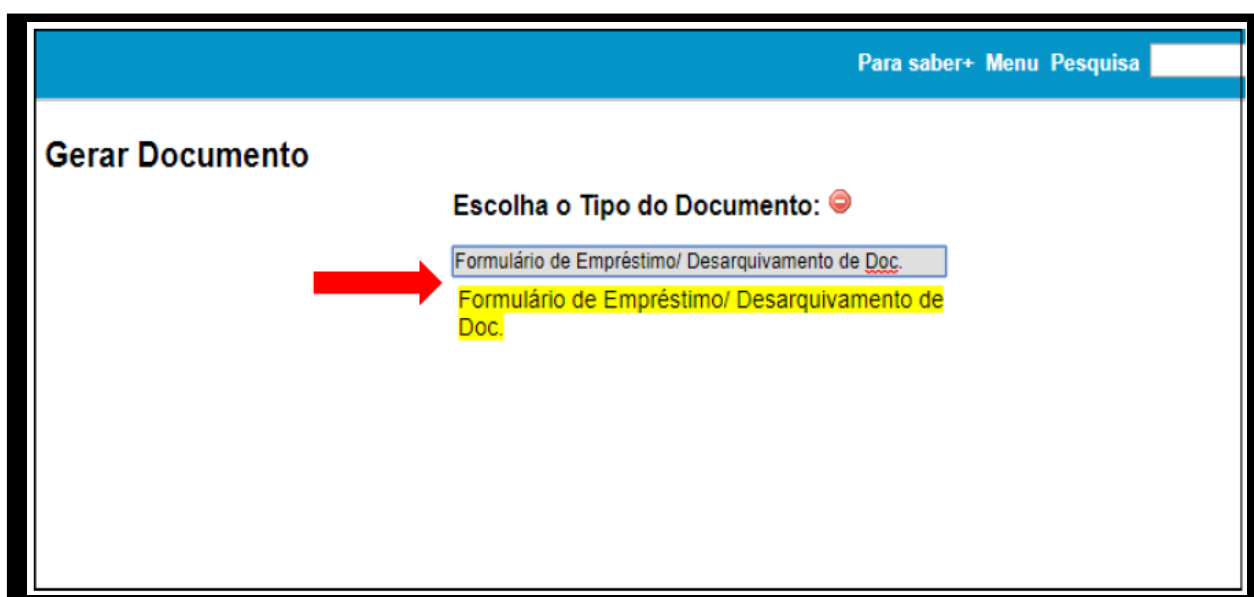 Para saber+ Menu Pesquisa
Gerar Documento
Escolha o Tipo do Documento:
Formulário de Empréstimo/ Desarquivamento de Doc.
Formulário de Empréstimo/ Desarquivamento de
Doc.